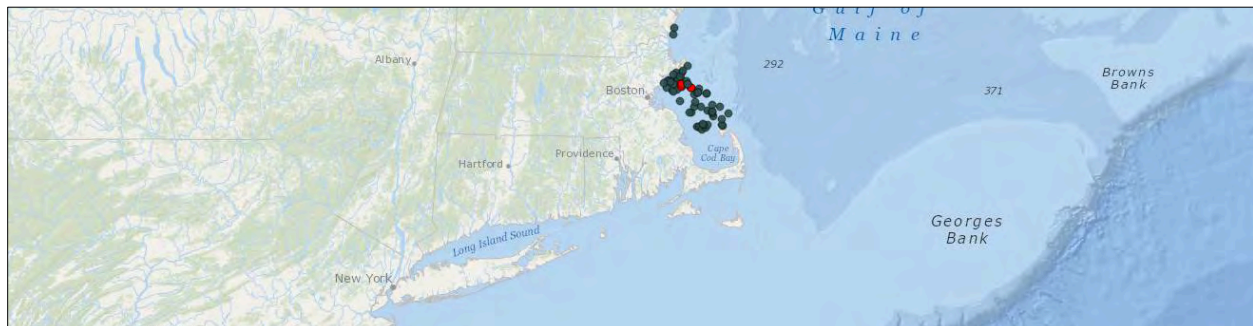 Gulf of
Maine
Albany
292
Browns
Bank
371
Boston
Hartford
Providence
Cape
Cod Bay
Georges
Bank
Long Island Sound
New York